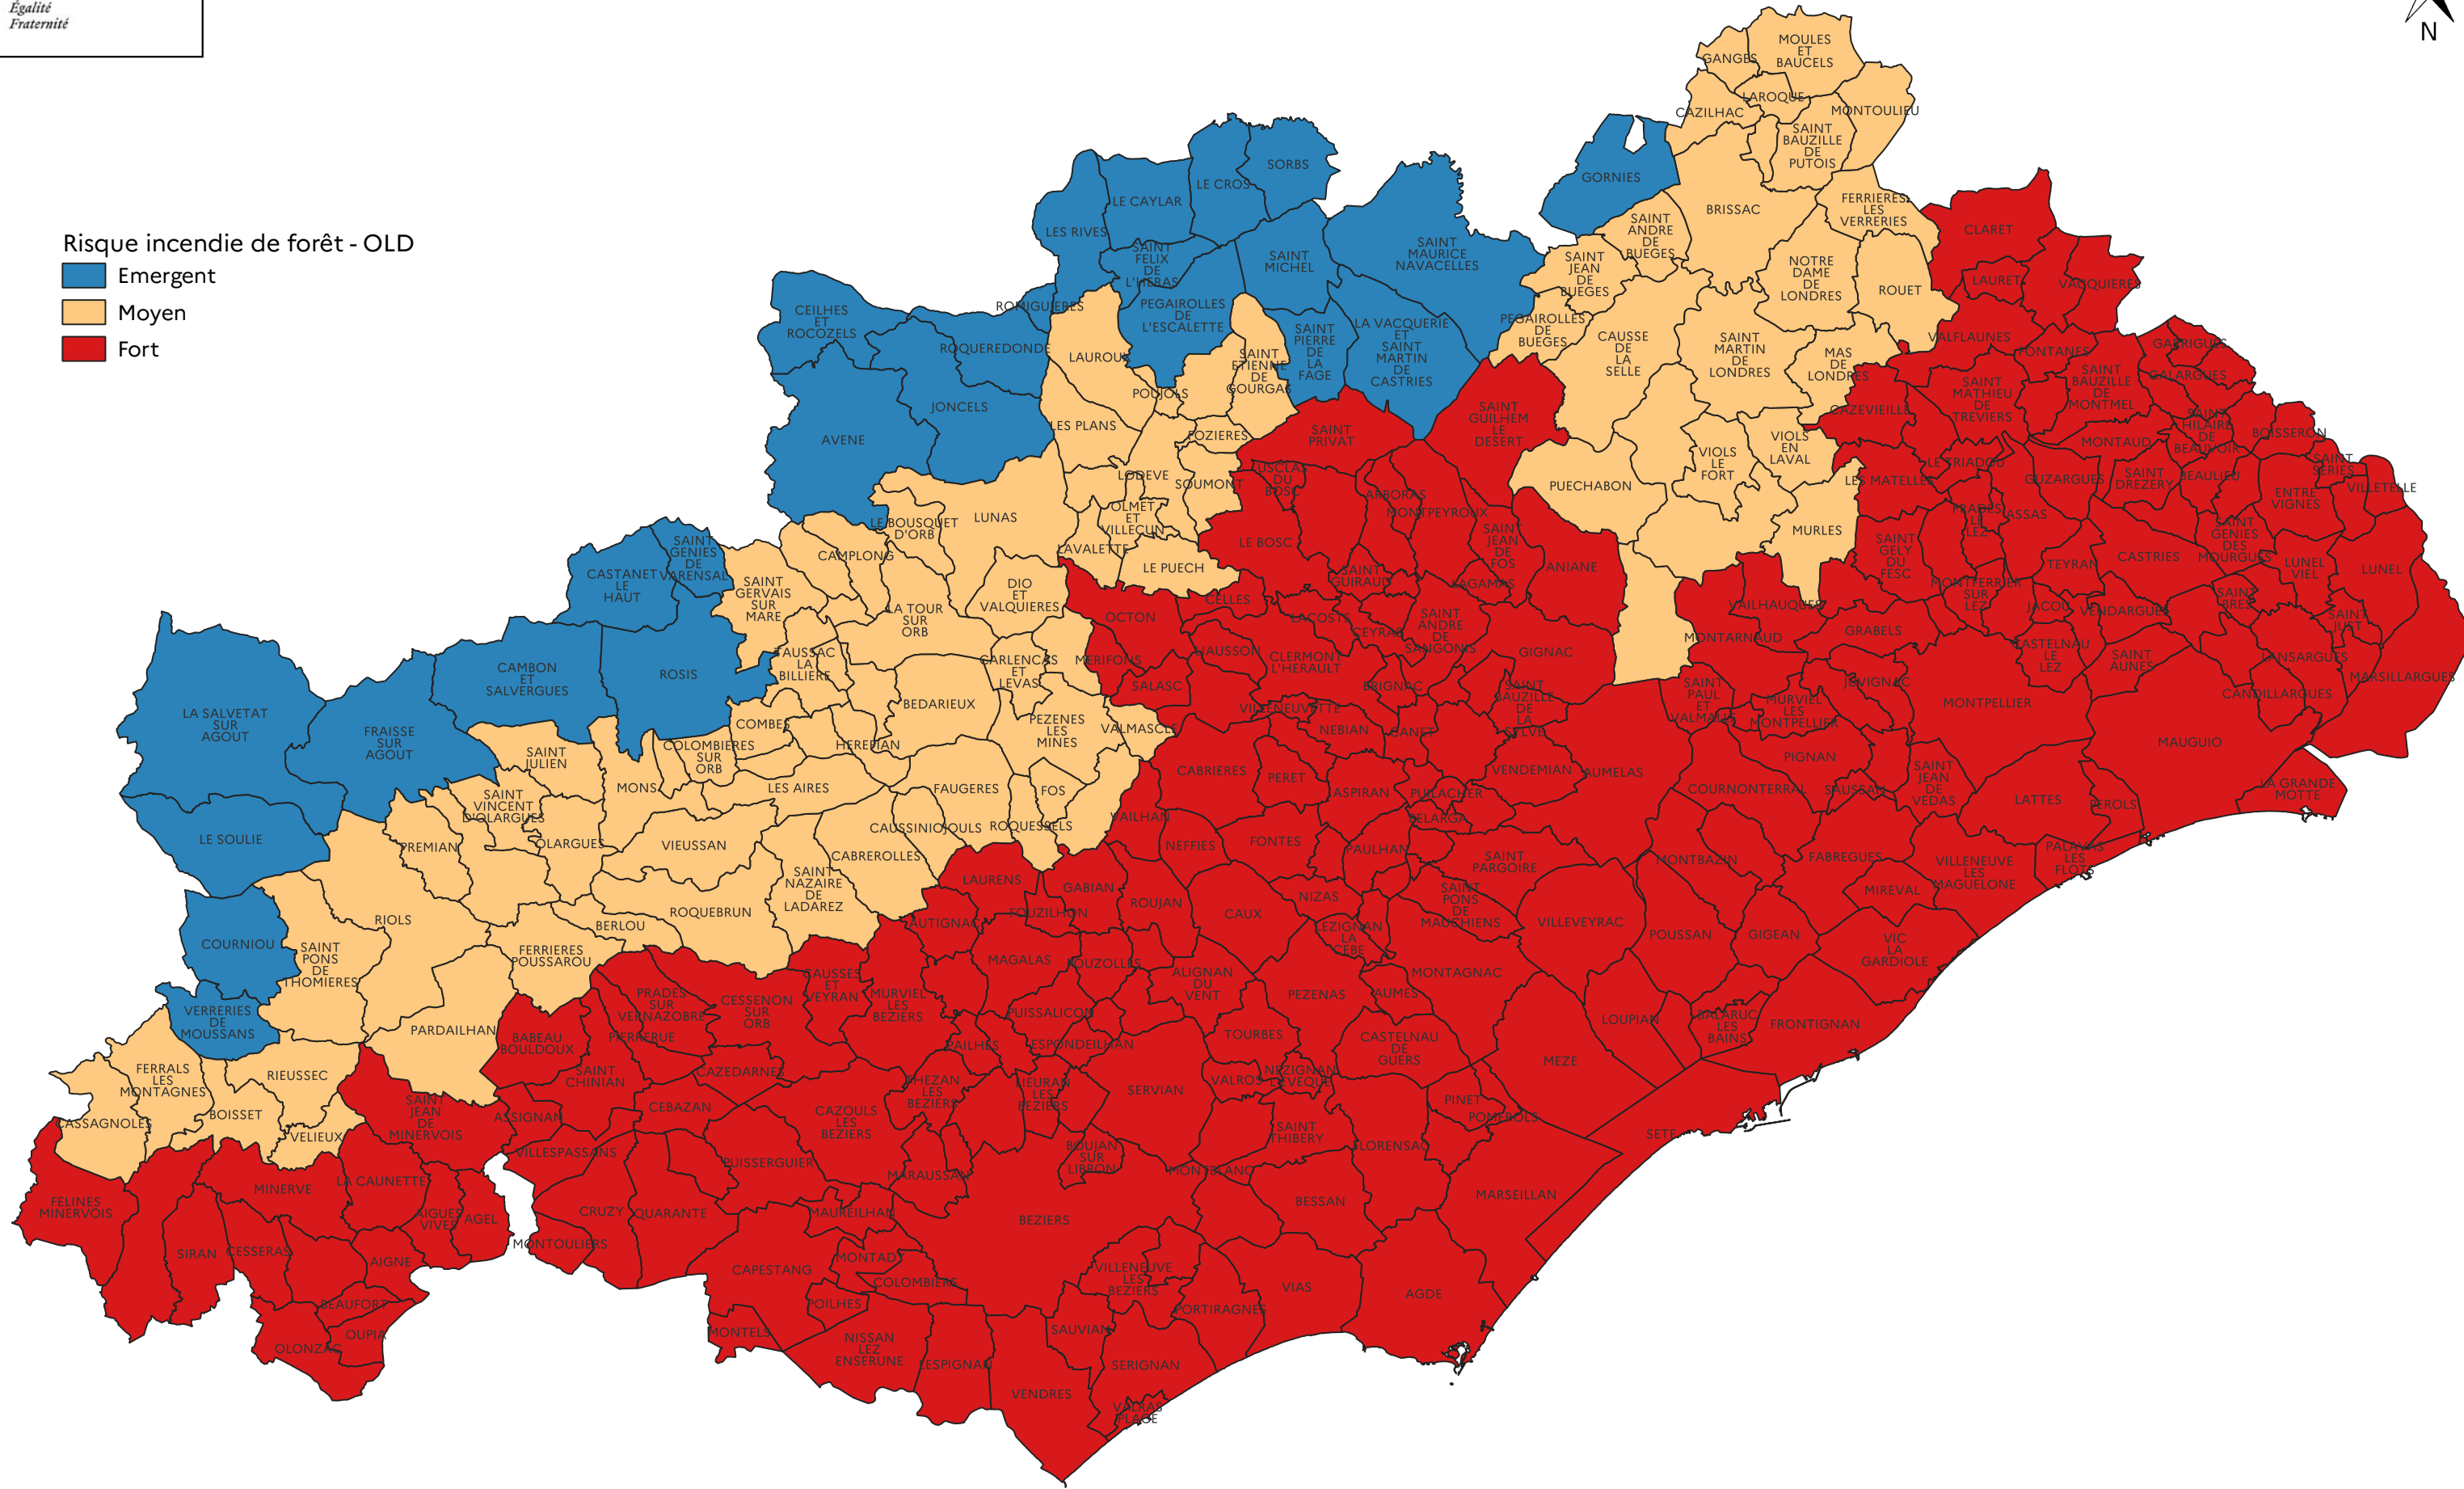 Égalité
Fraternité
N
Risque incendie de forêt - OLD
Emergent
Moyen
Fort
GANGES
MOULES
ET
BAUCELS
LAROQUE
CAZILHAC
MONTOULIEU
SAINT
BAUZILLE
DE
PUTOIS
GORNIES
BRISSAC
FERRIERES
LES
VERRERIES
SAINT
ANDRE
DE
BUEGES
SAINT
JEAN
DE
BUEGES
NOTRE
DAME
DE
LONDRES
ROUET
PEGAIROLLES
DE
BUEGES
CAUSSE
DE
LA
SELLE
SAINT
MARTIN
DE
LONDRES
MAS
DE
LONDRES
CLARET
LAURET
VACQUIERES
VALFLAUNES
FONTANES
GARRIGUES
GALARGUES
SORBS
LE CROS
LE CAYLAR
LES RIVES
SAINT
FELIX
DE
L'HERAS
SAINT
MICHEL
SAINT
MAURICE
NAVACELLES
PEGAIROLLES
DE
L'ESCALETTE
ROMIGUIERES
CEILHES
ET
ROCOZELS
ROQUEREDONDE
LAUROUX
SAINT
ETIENNE
DE
GOURGAS
SAINT
PIERRE
DE
LA
FAGE
LA VACQUERIE
ET
SAINT
MARTIN
DE
CASTRIES
POUJOLS
JONCELS
AVENE
LES PLANS
FOZIERES
SAINT
PRIVAT
SAINT
GUILHEM
LE
DESERT
LODEVE
SOUMONT
USCLAS
DU
BOSC
ARBORAS
MONTPEYROUX
PUECHABON
VIOLS
LE
FORT
VIOLS
EN
LAVAL
CAZEVIEILLE
SAINT
MATHIEU
DE
TREVIERS
SAINT
BAUZILLE
DE
MONTMEL
SAINT
HILAIRE
DE
BEAUVOIR
BOISSERON
MONTAUD
LE TRIADOU
LES MATELLES
GUZARGUES
SAINT
DREZERY
BEAULIEU
SAINT
SERIES
VILLETELLE
ENTRE
VIGNES
MURLES
PRADES
LE
LEZ
ASSAS
SAINT
GELY
DU
FESC
TEYRAN
CASTRIES
SAINT
GENIES
DES
MOURGUES
LUNEL
VIEL
LUNEL
LUNAS
LE BOUSQUET
D'ORB
OLMET
ET
VILLECUN
LAVALETTE
LE PUECH
LE BOSC
SAINT
JEAN
DE
FOS
ANIANE
SAINT
GUIRAUD
LAGAMAS
CAMPLONG
DIO
ET
VALQUIERES
SAINT
GENIES
DE
VARENSAL
CASTANET
LE
HAUT
SAINT
GERVAIS
SUR
MARE
LA TOUR
SUR
ORB
OCTON
CELLES
LACOSTE
CEYRAS
SAINT
ANDRE
DE
SANGONIS
GIGNAC
VAILHAUQUES
MONTARNAUD
GRABELS
MONTFERRIER
SUR
LEZ
JACOU
VENDARGUES
SAINT
BRES
SAINT
JUST
CASTELNAU
LE
LEZ
SAINT
AUNES
LANSARGUES
MARSILLARGUES
CANDILLARGUES
MERIFONS
LIAUSSON
CLERMONT
L'HERAULT
BRIGNAC
SALASC
VILLENEUVETTE
NEBIAN
CANET
SAINT
BAUZILLE
DE
LA
SYLVE
SAINT
PAUL
ET
VALMALLE
MURVIEL
LES
MONTPELLIER
JUVIGNAC
MONTPELLIER
MAUGUIO
LA GRANDE
MOTTE
PEROLS
LATTES
SAINT
JEAN
DE
VEDAS
PIGNAN
SAUSSAN
COURNONTERRAL
AUMELAS
VENDEMIAN
PUILACHER
BELARGA
ASPIRAN
PERET
CABRIERES
TAUSSAC
LA
BILLIERE
CARLENCAS
ET
LEVAS
BEDARIEUX
PEZENES
LES
MINES
VALMASCLE
COMBES
HEREPIAN
COLOMBIERES
SUR
ORB
LES AIRES
FAUGERES
FOS
ROSIS
CAMBON
ET
SALVERGUES
LA SALVETAT
SUR
AGOUT
FRAISSE
SUR
AGOUT
SAINT
JULIEN
MONS
SAINT
VINCENT
D'OLARGUES
OLARGUES
PREMIAN
LE SOULIE
VIEUSSAN
CAUSSINIOJOULS
ROQUESSELS
CABREROLLES
SAINT
NAZAIRE
DE
LADAREZ
VAILHAN
NEFFIES
FONTES
PAULHAN
SAINT
PARGOIRE
MONTBAZIN
FABREGUES
VILLENEUVE
LES
MAGUELONE
PALAVAS
LES
FLOTS
MIREVAL
VIC
LA
GARDIOLE
GIGEAN
POUSSAN
VILLEVEYRAC
SAINT
PONS
DE
MAUCHIENS
NIZAS
LEZIGNAN
LA
CEBE
CAUX
ROUJAN
GABIAN
LAURENS
FOUZILHON
AUTIGNAC
MAGALAS
POUZOLLES
ALIGNAN
DU
VENT
PEZENAS
AUMES
MONTAGNAC
LOUPIAN
BALARUC
LES
BAINS
FRONTIGNAN
MEZE
CASTELNAU
DE
GUERS
TOURBES
ROQUEBRUN
BERLOU
FERRIERES
POUSSAROU
RIOLS
SAINT
PONS
DE
THOMIERES
COURNIOU
VERRERIES
DE
MOUSSANS
PARDAILHAN
BABEAU
BOULDOUX
PRADES
SUR
VERNAZOBRE
PIERRERUE
CESSENON
SUR
ORB
CAUSSES
ET
VEYRAN
MURVIEL
LES
BEZIERS
PUISSALICON
PAILHES
ESPONDEILHAN
SAINT
CHINIAN
CAZEDARNES
CEBAZAN
CAZOULS
LES
BEZIERS
THEZAN
LES
BEZIERS
LIEURAN
LES
BEZIERS
SERVIAN
VALROS
NEZIGNAN
L'EVEQUE
PINET
POMEROLS
SETE
SAINT
THIBERY
FLORENSAC
MARSEILLAN
BOUJAN
SUR
LIBRON
MONTBLANC
BESSAN
FERRALS
LES
MONTAGNES
RIEUSSEC
BOISSET
VELIEUX
CASSAGNOLES
SAINT
JEAN
DE
MINERVOIS
ASSIGNAN
VILLESPASSANS
PUISSERGUIER
MARAUSSAN
MAUREILHAN
BEZIERS
FELINES
MINERVOIS
MINERVE
LA CAUNETTE
AIGUES
VIVES
AGEL
SIRAN
CESSERAS
AIGNE
BEAUFORT
OUPIA
OLONZAC
CRUZY
QUARANTE
MONTOULIERS
CAPESTANG
MONTADY
COLOMBIERS
POILHES
MONTELS
NISSAN
LEZ
ENSERUNE
LESPIGNAN
VENDRES
SAUVIAN
SERIGNAN
VALRAS
PLAGE
VILLENEUVE
LES
BEZIERS
PORTIRAGNES
VIAS
AGDE